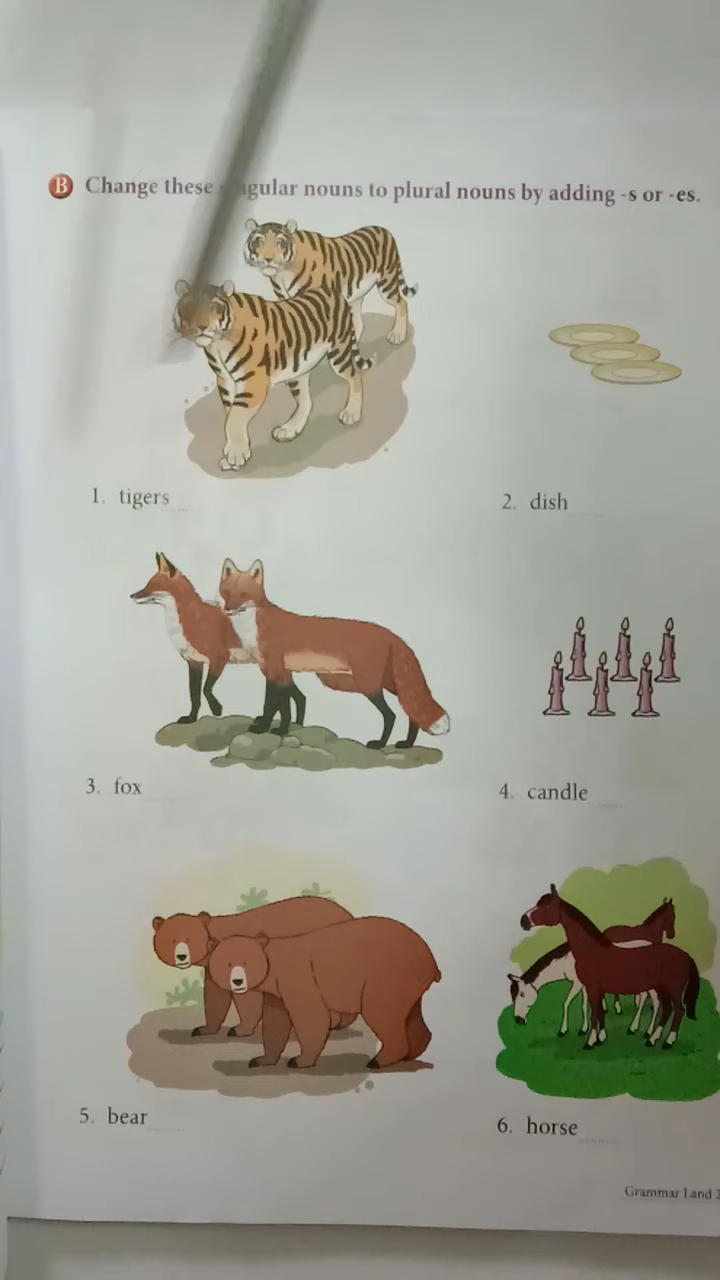 B Change these gular nouns to plural nouns by adding -s or -es.
1. tigers
2. dish
3. fox
4. candle
5. bear
6. horse
Grammar Land